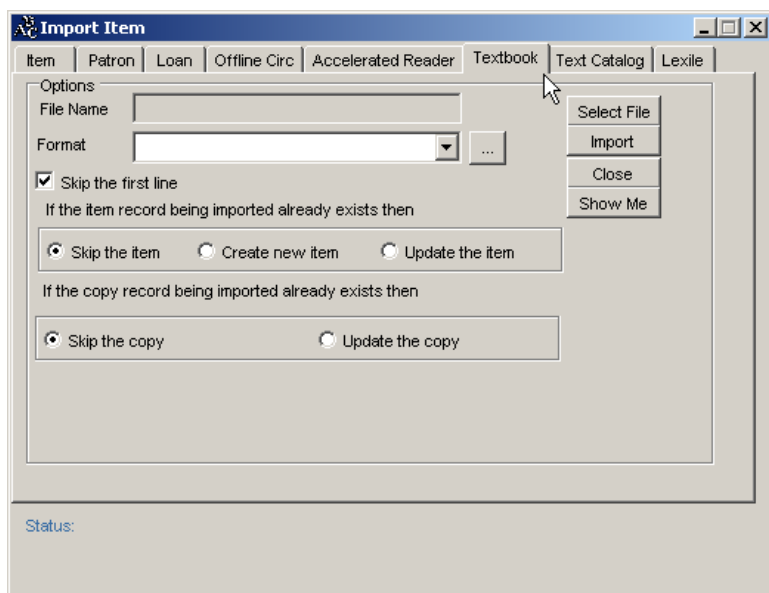 Import Item
Item Patron Loan Offline Circ Accelerated Reader Textbook Text Catalog Lexile
Options
File Name
Select File
Format
...
Import
Skip the first line
Close
If the item record being imported already exists then
Show Me
Skip the item Create new item Update the item
If the copy record being imported already exists then
Skip the copy Update the copy
Status: